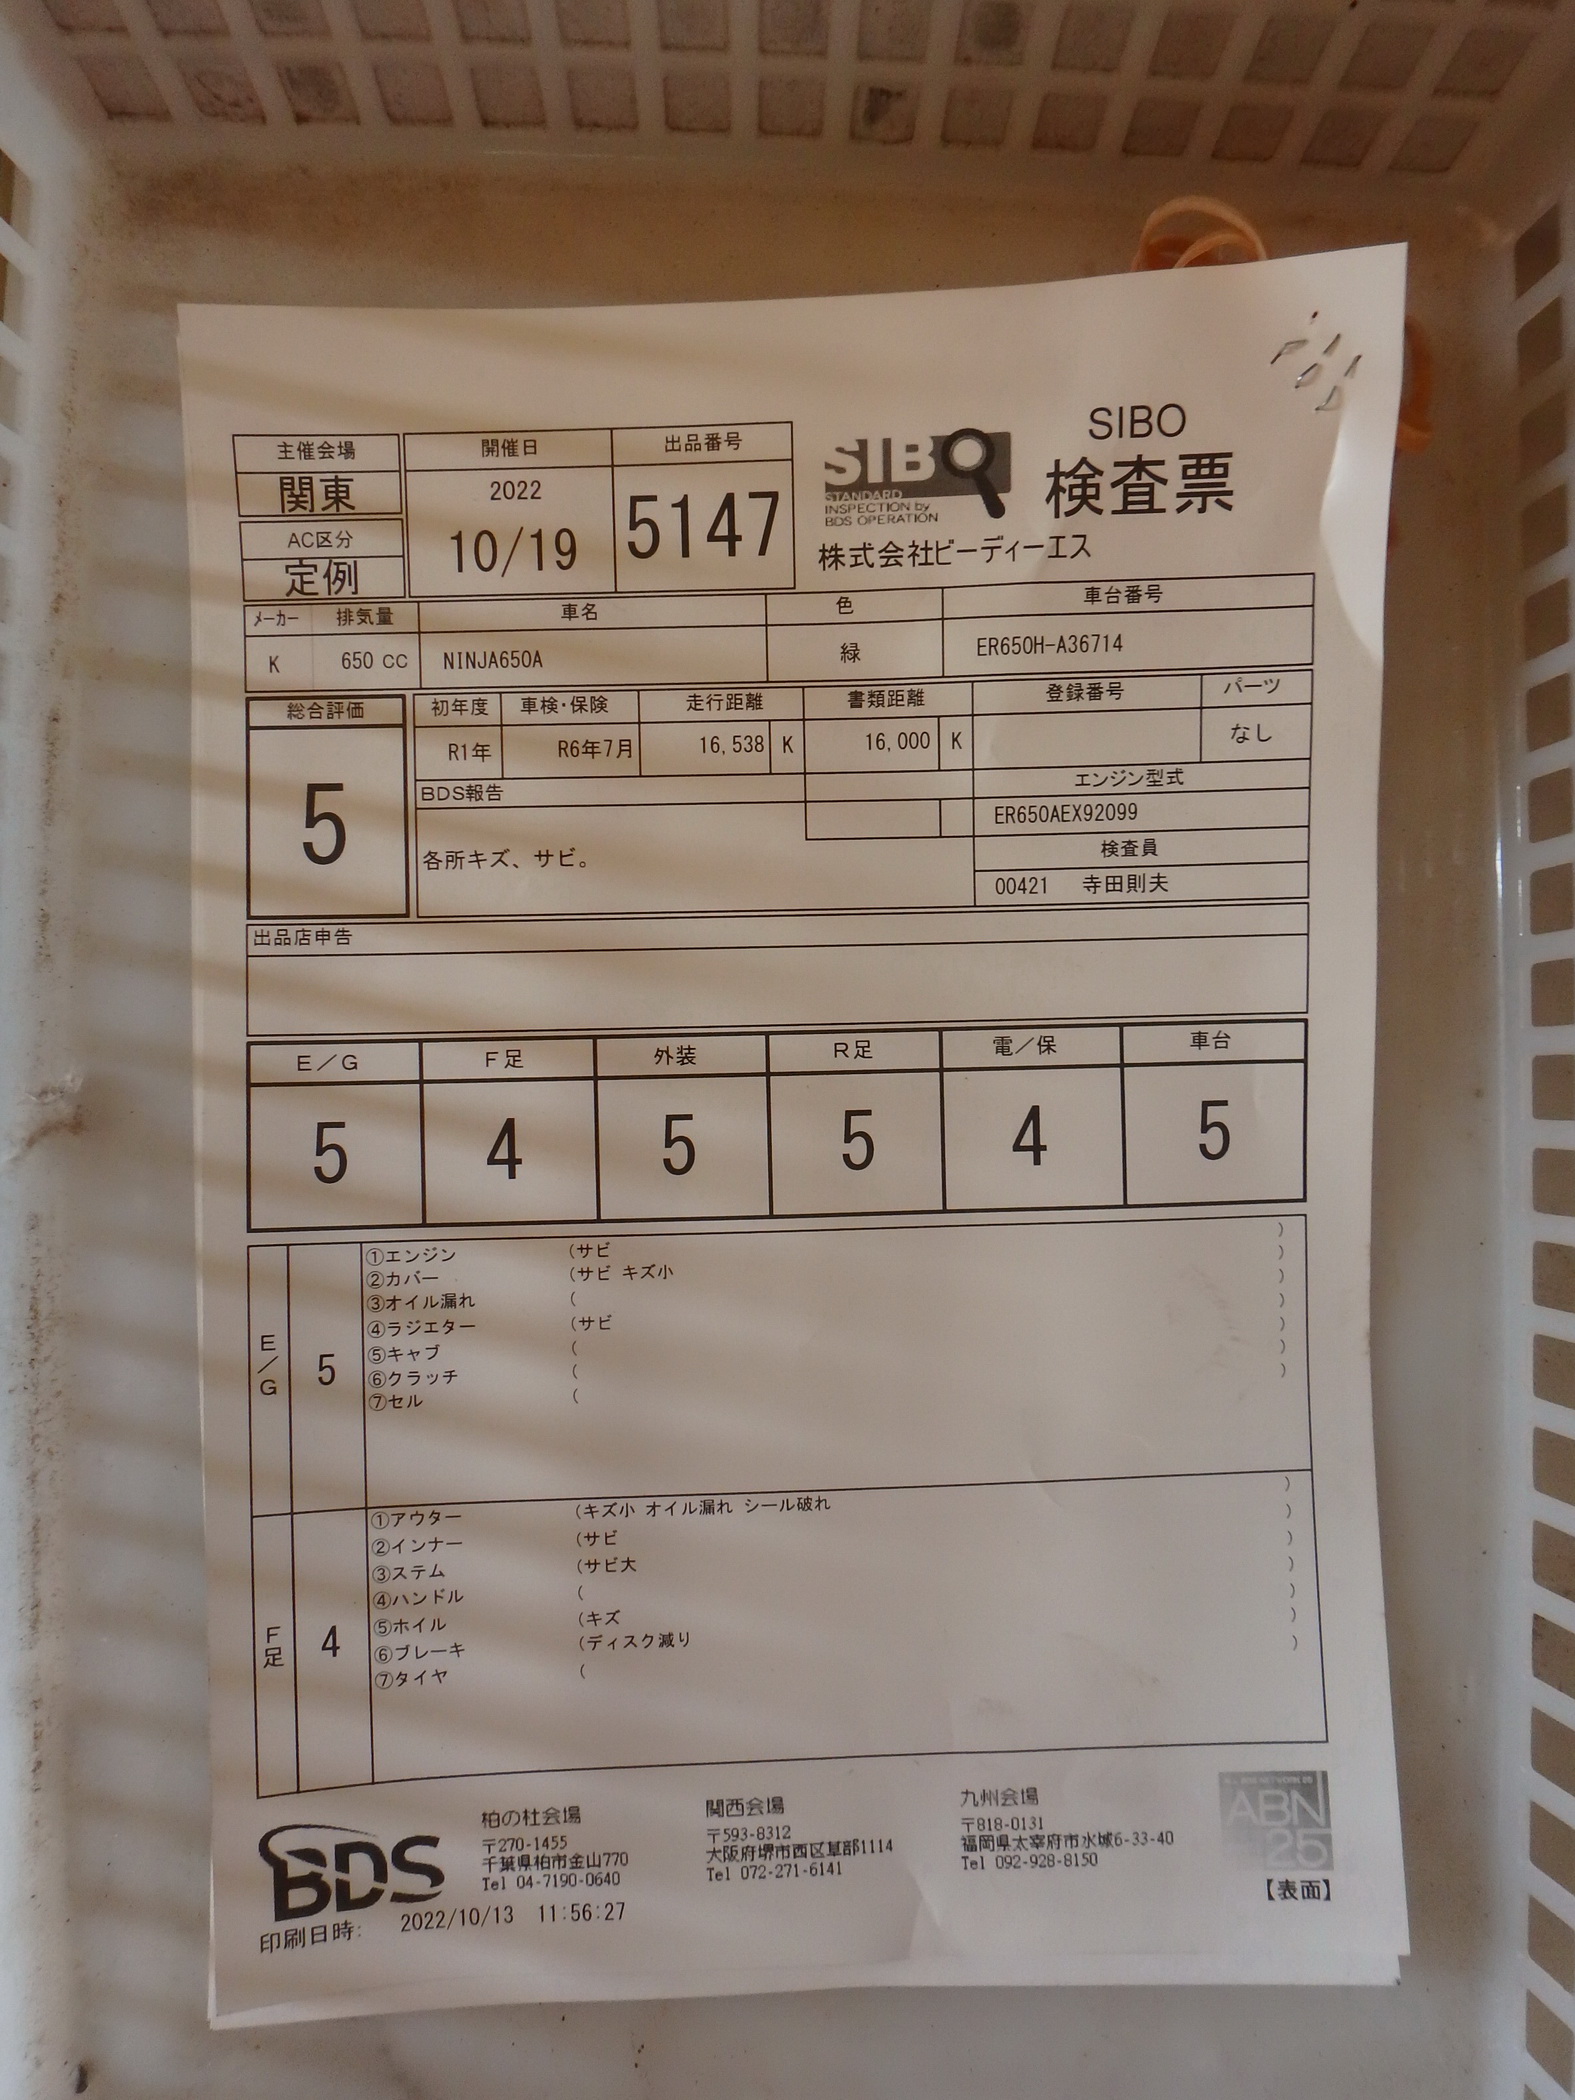 主催会場
関東
AC区分
定例
開催日
2022
10/19
出品番号
5147
SIBO
STANDARD
INSPECTION by
BDS OPERATION
SIBO
検査票
株式会社ビーディーエス
メーカー 排気量 車名 色 車台番号
K 650 CC NINJA650A 緑 ER650H-A36714
総合評価
5
初年度 車検・保険 走行距離 書類距離 登録番号 パーツ
R1年 R6年7月 16,538 K 16,000 K なし
BDS報告
各所キズ、サビ。
エンジン型式
ER650AEX92099
検査員
00421 寺田則夫
出品店申告
E/G F足 外装 R足 電/保 車台
5 4 5 5 4 5
E/G
5
①エンジン (サビ )
②カバー (サビ キズ小 )
③オイル漏れ ( )
④ラジエター (サビ )
⑤キャブ ( )
⑥クラッチ ( )
⑦セル ( )
F足
4
①アウター (キズ小 オイル漏れ シール破れ )
②インナー (サビ )
③ステム (サビ大 )
④ハンドル ( )
⑤ホイル (キズ )
⑥ブレーキ (ディスク減り )
⑦タイヤ ( )
BDS
柏の杜会場
〒270-1455
千葉県柏市金山770
Tel 04-7190-0640
関西会場
〒593-8312
大阪府堺市西区草部1114
Tel 072-271-6141
九州会場
〒818-0131
福岡県太宰府市水城6-33-40
Tel 092-928-8150
ABN
25
【表面】
印刷日時: 2022/10/13 11:56:27